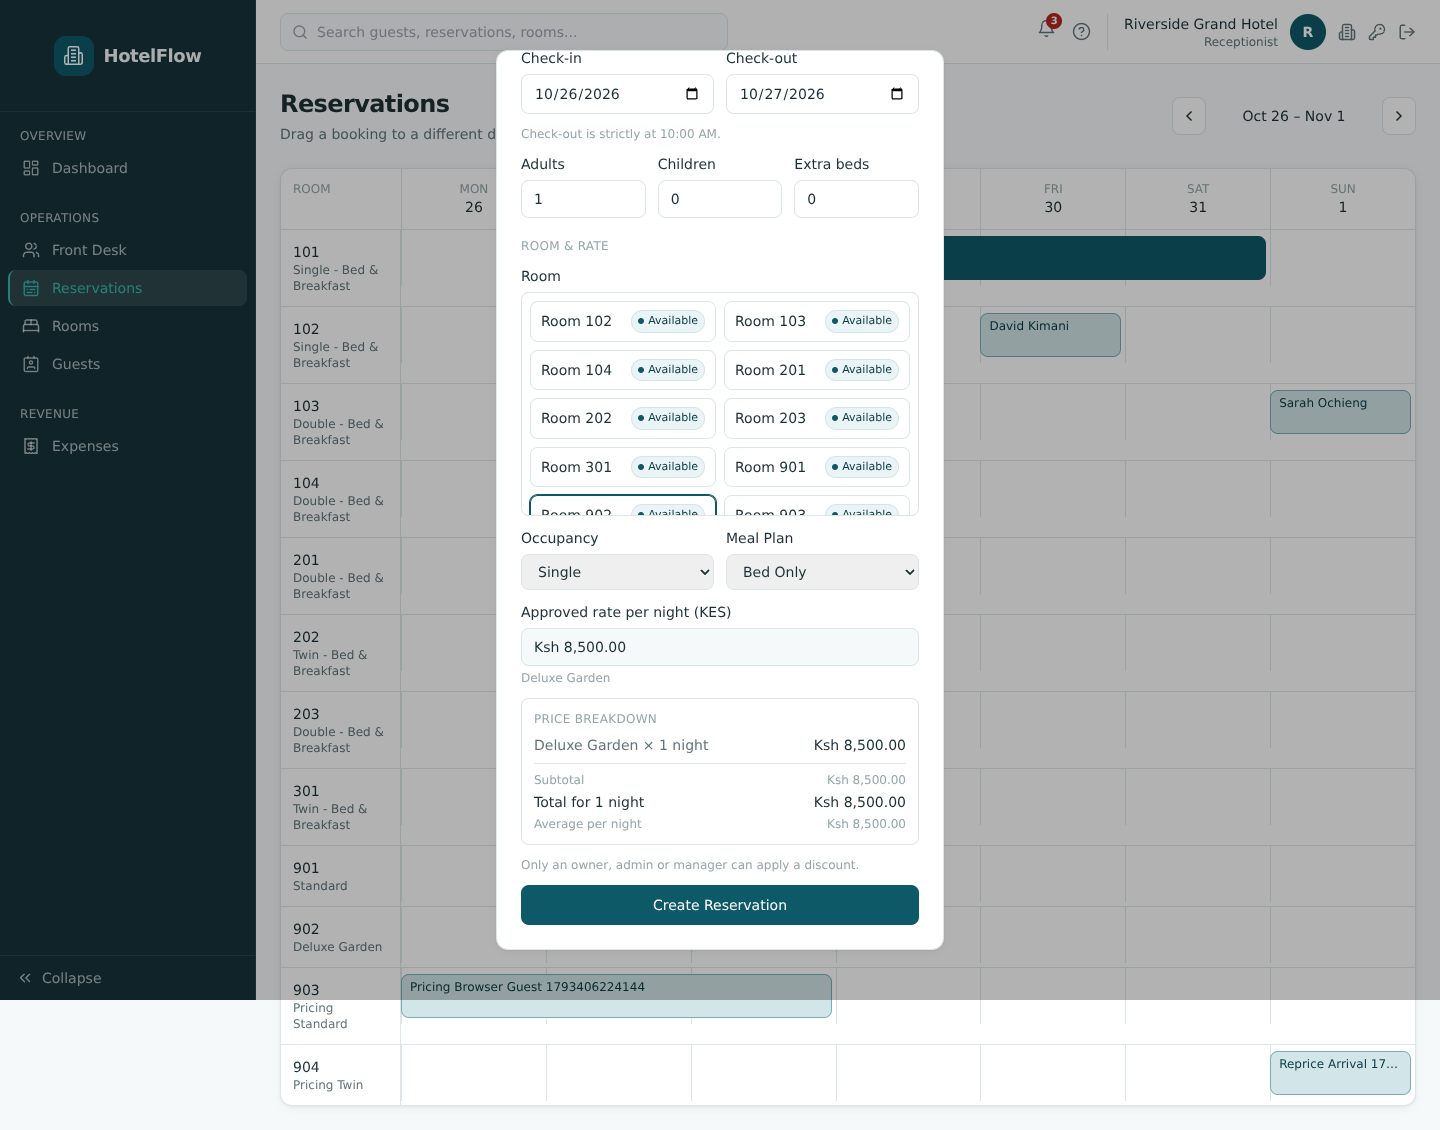 HotelFlow
OVERVIEW
Dashboard
OPERATIONS
Front Desk
Reservations
Rooms
Guests
REVENUE
Expenses
Collapse
Search guests, reservations, rooms...
3
Riverside Grand Hotel
Receptionist
R
Reservations
Drag a booking to a different d
Oct 26 – Nov 1
ROOM
MON
26
FRI
30
SAT
31
SUN
1
101
Single - Bed &
Breakfast
102
Single - Bed &
Breakfast
David Kimani
103
Double - Bed &
Breakfast
Sarah Ochieng
104
Double - Bed &
Breakfast
201
Double - Bed &
Breakfast
202
Twin - Bed &
Breakfast
203
Double - Bed &
Breakfast
301
Twin - Bed &
Breakfast
901
Standard
902
Deluxe Garden
903
Pricing
Standard
Pricing Browser Guest 1793406224144
904
Pricing Twin
Reprice Arrival 17...
Check-in
Check-out
10/26/2026
10/27/2026
Check-out is strictly at 10:00 AM.
Adults
Children
Extra beds
1
0
0
ROOM & RATE
Room
Room 102 Available
Room 103 Available
Room 104 Available
Room 201 Available
Room 202 Available
Room 203 Available
Room 301 Available
Room 901 Available
Room 902 Available
Room 903 Available
Occupancy
Meal Plan
Single
Bed Only
Approved rate per night (KES)
Ksh 8,500.00
Deluxe Garden
PRICE BREAKDOWN
Deluxe Garden × 1 night Ksh 8,500.00
Subtotal Ksh 8,500.00
Total for 1 night Ksh 8,500.00
Average per night Ksh 8,500.00
Only an owner, admin or manager can apply a discount.
Create Reservation